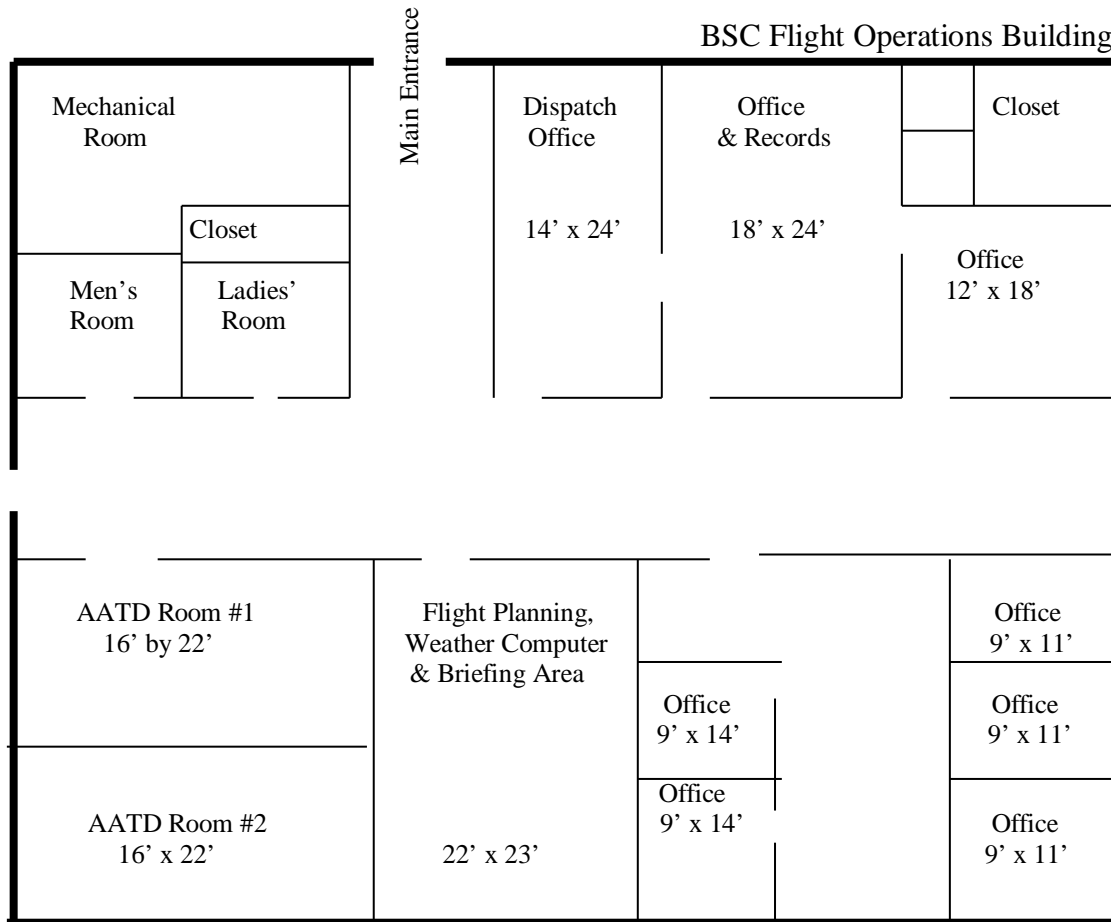 BSC Flight Operations Building
Main Entrance
Mechanical
Room
Dispatch
Office
Office
& Records
Closet
Closet
14’ x 24’
18’ x 24’
Office
12’ x 18’
Men’s
Room
Ladies’
Room
AATD Room #1
16’ by 22’
Flight Planning,
Weather Computer
& Briefing Area
Office
9’ x 11’
Office
9’ x 14’
Office
9’ x 11’
Office
9’ x 14’
AATD Room #2
16’ x 22’
22’ x 23’
Office
9’ x 11’